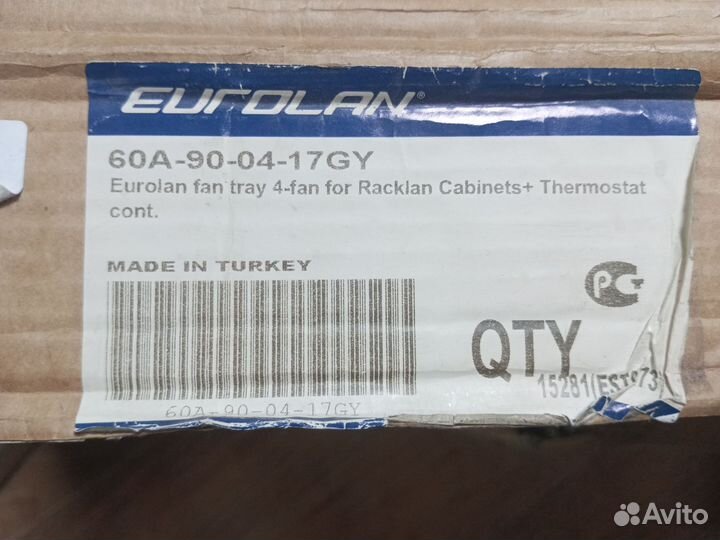 EUROLAN®
60A-90-04-17GY
Eurolan fan tray 4-fan for Racklan Cabinets+ Thermostat
cont.
MADE IN TURKEY
РС
QTY
60A-90-04-17GY
Avito